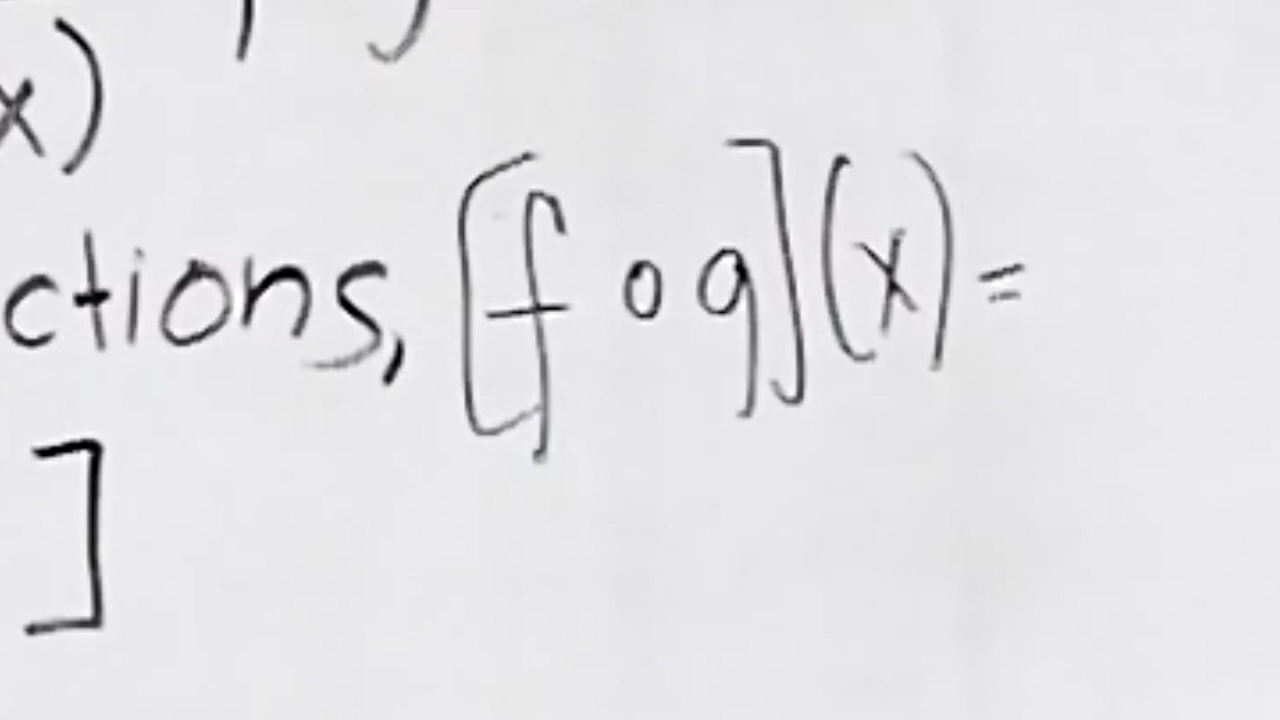 x)
ctions, [f o g](x) =
]